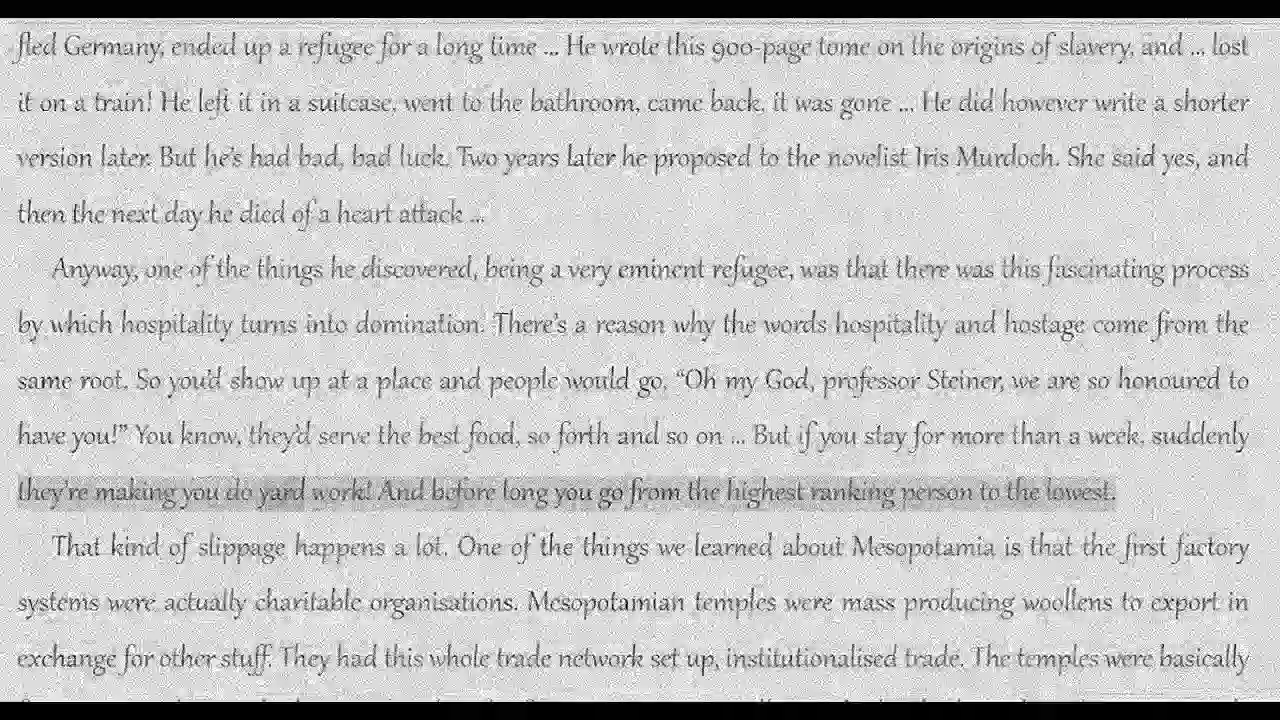 fled Germany, ended up a refugee for a long time ... He wrote this 900-page tome on the origins of slavery, and ... lost
it on a train! He left it in a suitcase, went to the bathroom, came back, it was gone ... He did however write a shorter
version later. But he's had bad, bad luck. Two years later he proposed to the novelist Iris Murdoch. She said yes, and
then the next day he died of a heart attack ...
Anyway, one of the things he discovered, being a very eminent refugee, was that there was this fascinating process
by which hospitality turns into domination. There's a reason why the words hospitality and hostage come from the
same root. So you'd show up at a place and people would go, “Oh my God, professor Steiner, we are so honoured to
have you!” You know, they'd serve the best food, so forth and so on ... But if you stay for more than a week, suddenly
they're making you do yard work! And before long you go from the highest ranking person to the lowest.
That kind of slippage happens a lot. One of the things we learned about Mesopotamia is that the first factory
systems were actually charitable organisations. Mesopotamian temples were mass producing woollens to export in
exchange for other stuff. They had this whole trade network set up, institutionalised trade. The temples were basically